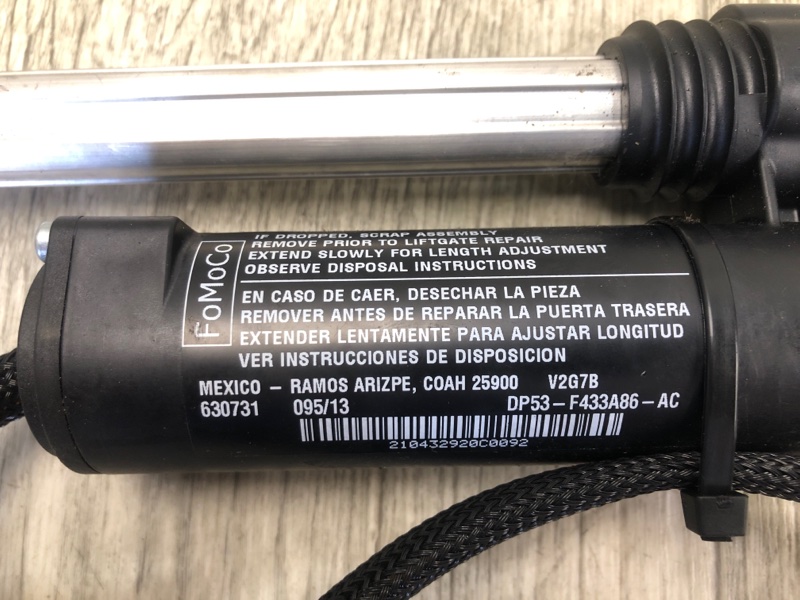 IF DROPPED, SCRAP ASSEMBLY
REMOVE PRIOR TO LIFTGATE REPAIR
EXTEND SLOWLY FOR LENGTH ADJUSTMENT
OBSERVE DISPOSAL INSTRUCTIONS
FoMoCo
EN CASO DE CAER, DESECHAR LA PIEZA
REMOVER ANTES DE REPARAR LA PUERTA TRASERA
EXTENDER LENTAMENTE PARA AJUSTAR LONGITUD
VER INSTRUCCIONES DE DISPOSICION
MEXICO – RAMOS ARIZPE, COAH 25900 V2G7B
630731 095/13 DP53–F433A86–AC
210432920C0092